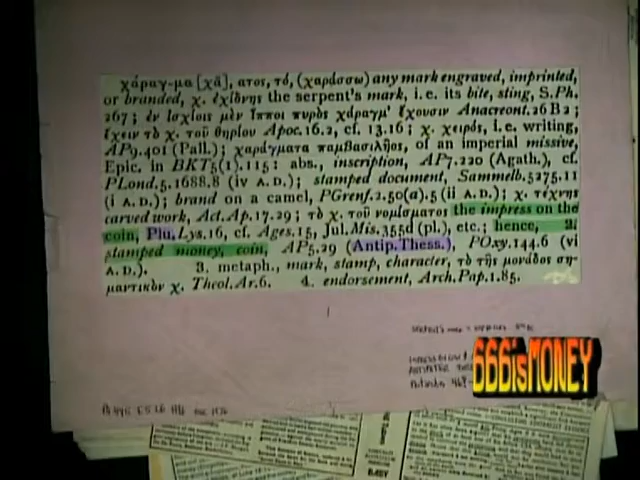 χάραγ-μα [χᾰ], ατος, τό, (χαράσσω) any mark engraved, imprinted,
or branded, χ. ἐχίδνης the serpent's mark, i.e. its bite, sting, S.Ph.
267; ἐν ἰσχίοις μὲν ἵπποι πυρὸς χάραγμ' ἔχουσιν Anacreont.26 B 2;
ἔχειν τὸ χ. τοῦ θηρίου Apoc.16.2, cf. 13.16; χ. χειρός, i.e. writing,
AP9.401 (Pall.); χαράγματα παμβασιλῆος, of an imperial missive,
Epic. in BKT5(1).115: abs., inscription, AP7.220 (Agath.), cf.
PLond.5.1688.8 (iv A.D.); stamped document, Sammelb.5275.11
(i A.D.); brand on a camel, PGrenf.2.50(a).5 (ii A.D.); χ. τέχνης
carved work, Act.Ap.17.29; τὸ χ. τοῦ νομίσματος the impress on the
coin, Plu.Lys.16, cf. Ages.15, Jul.Mis.355d (pl.), etc.; hence, 2.
stamped money, coin, AP5.29 (Antip.Thess.), POxy.144.6 (vi
A.D.). 3. metaph., mark, stamp, character, τὸ τῆς μονάδος ση-
μαντικὸν χ. Theol.Ar.6. 4. endorsement, Arch.Pap.1.85.
666isMONEY